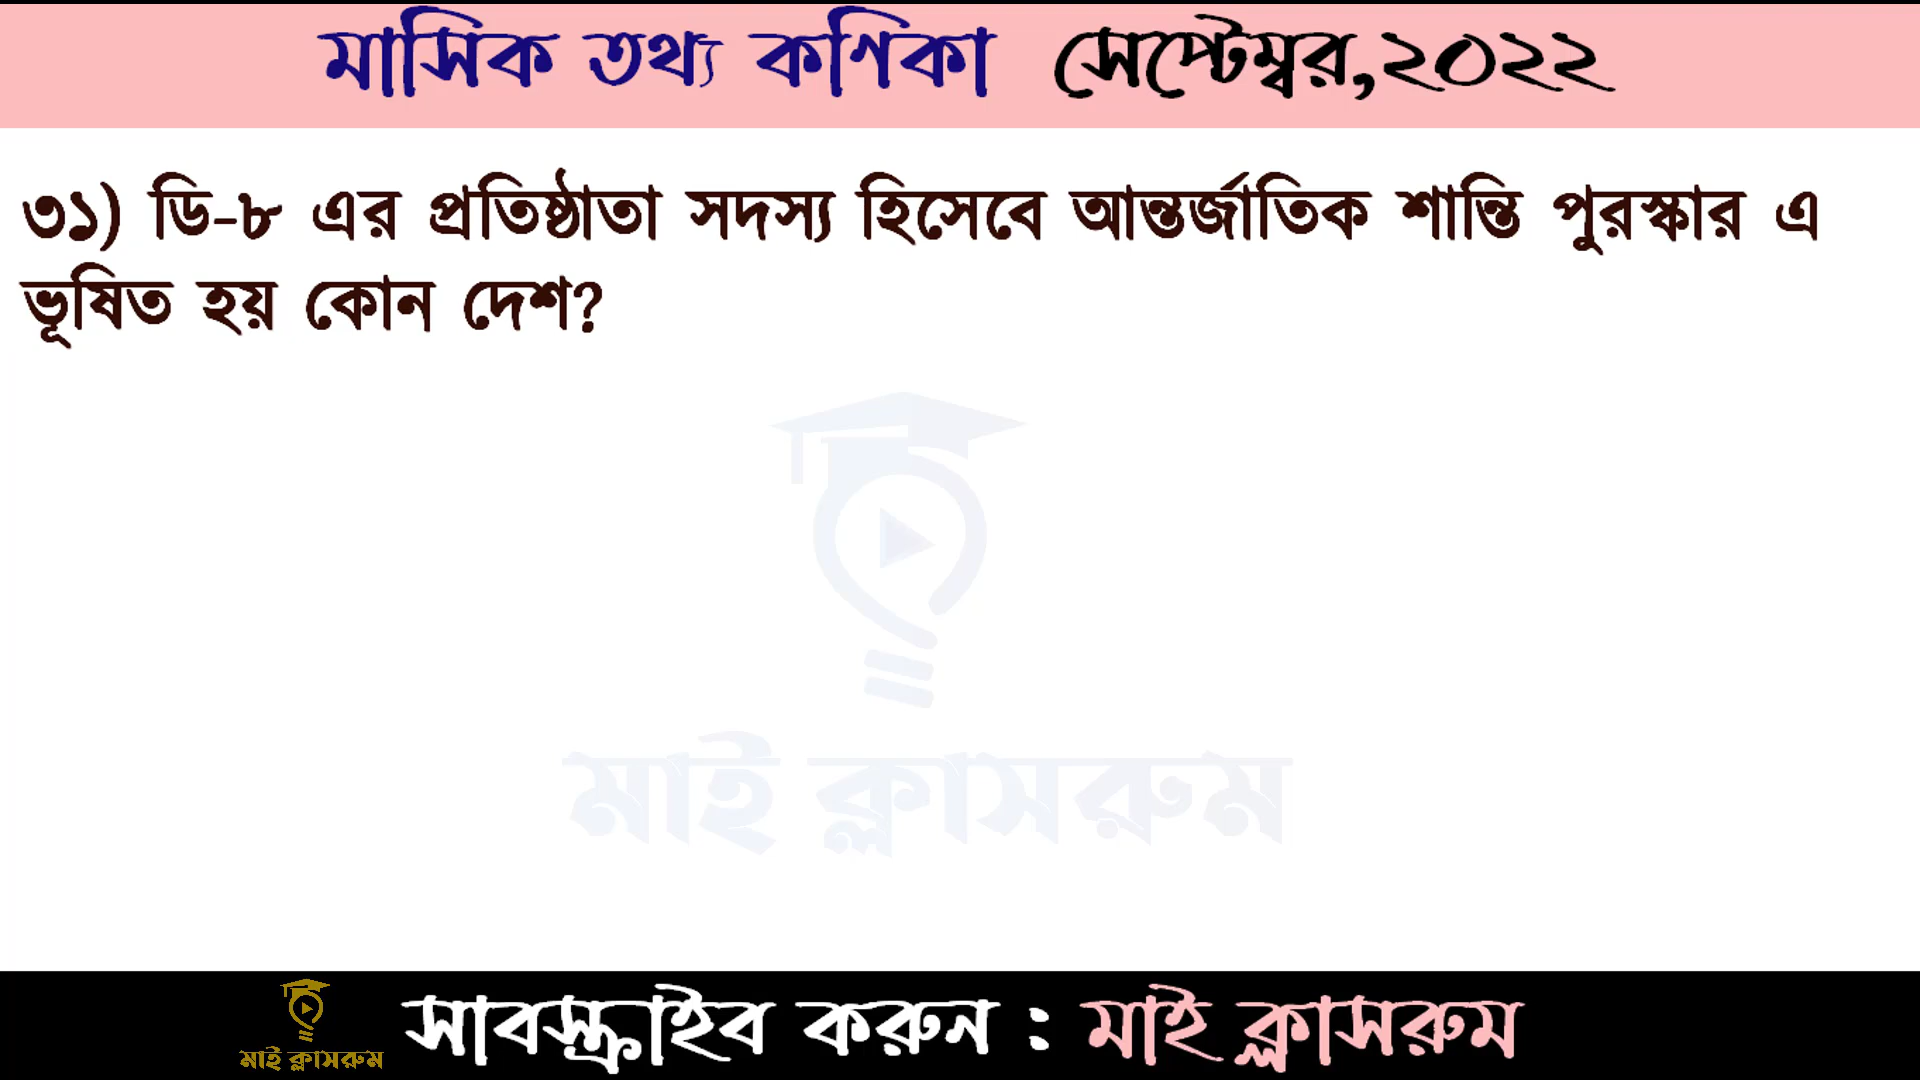 মাসিক তথ্য কণিকা সেপ্টেম্বর,২০২২
৩১) ডি-৮ এর প্রতিষ্ঠাতা সদস্য হিসেবে আন্তর্জাতিক শান্তি পুরস্কার এ
ভূষিত হয় কোন দেশ?
মাই ক্লাসরুম
মাই ক্লাসরুম
সাবস্ক্রাইব করুন : মাই ক্লাসরুম